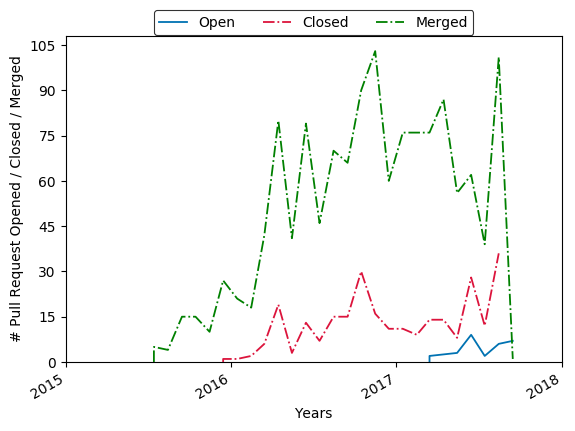 Open Closed Merged
# Pull Request Opened / Closed / Merged
105
90
75
60
45
30
15
0
2015 2016 2017 2018
Years